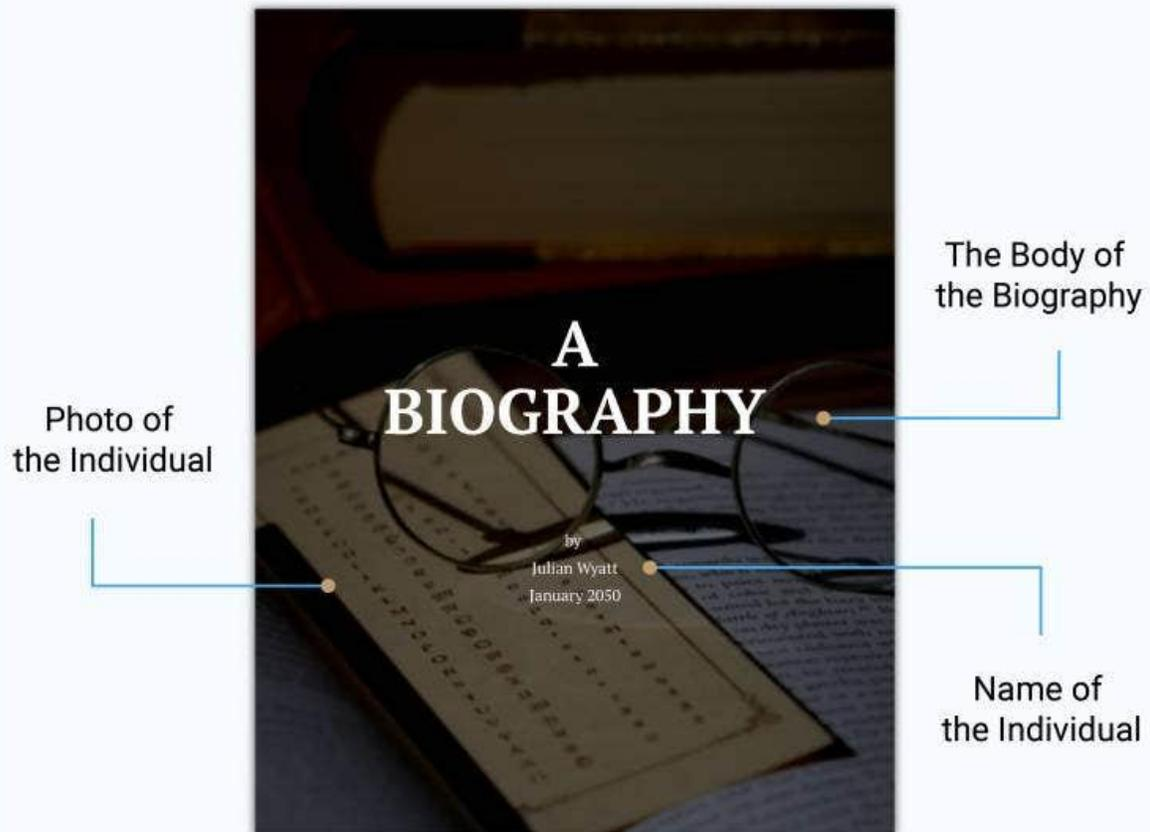 A
BIOGRAPHY
by
Julian Wyatt
January 2050
Photo of
the Individual
The Body of
the Biography
Name of
the Individual